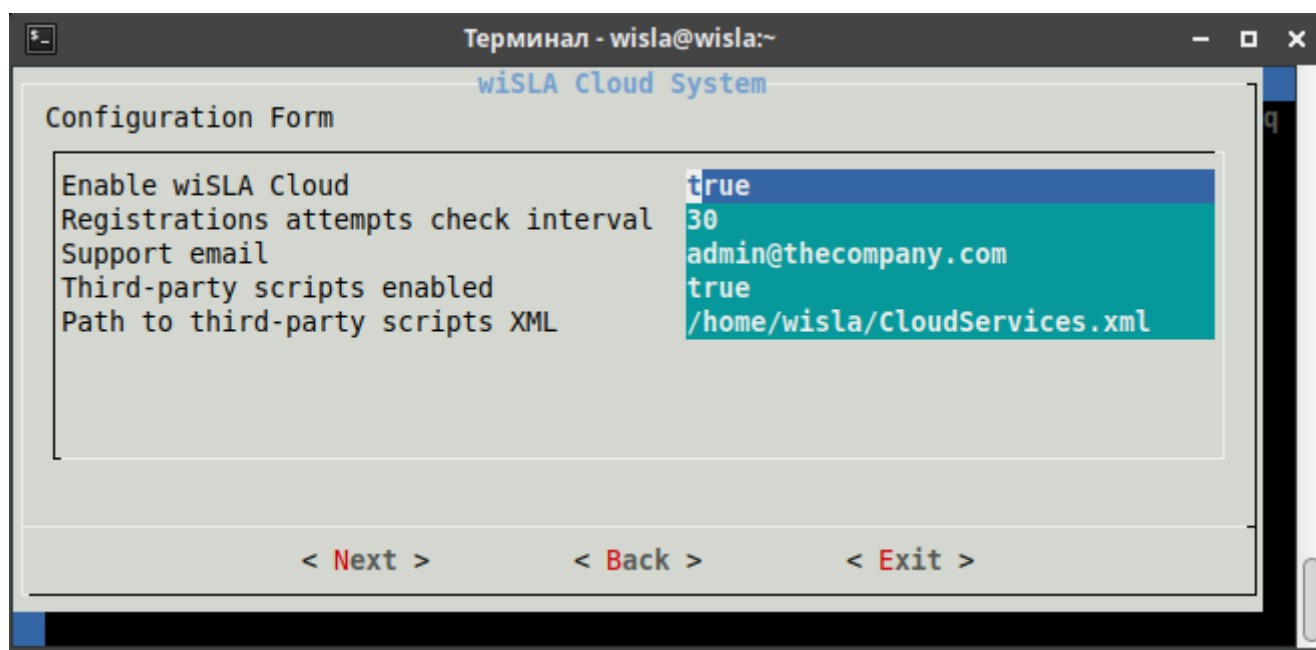 Терминал - wisla@wisla:~
wiSLA Cloud System
Configuration Form
q
Enable wiSLA Cloud true
Registrations attempts check interval 30
Support email admin@thecompany.com
Third-party scripts enabled true
Path to third-party scripts XML /home/wisla/CloudServices.xml
< Next > < Back > < Exit >